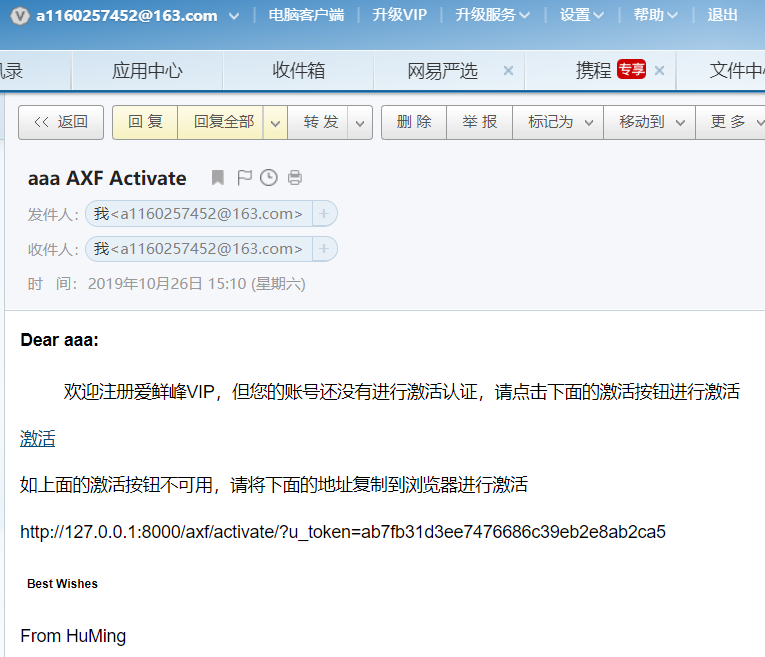 V a1160257452@163.com 电脑客户端 升级VIP 升级服务 设置 帮助 退出
录 应用中心 收件箱 网易严选 × 携程 专享 × 文件中
<< 返回 回 复 回复全部 转 发 删 除 举 报 标记为 移动到 更 多
aaa AXF Activate
发件人： 我<a1160257452@163.com> +
收件人： 我<a1160257452@163.com> +
时 间： 2019年10月26日 15:10 (星期六)
Dear aaa:
欢迎注册爱鲜峰VIP，但您的账号还没有进行激活认证，请点击下面的激活按钮进行激活
激活
如上面的激活按钮不可用，请将下面的地址复制到浏览器进行激活
http://127.0.0.1:8000/axf/activate/?u_token=ab7fb31d3ee7476686c39eb2e8ab2ca5
Best Wishes
From HuMing